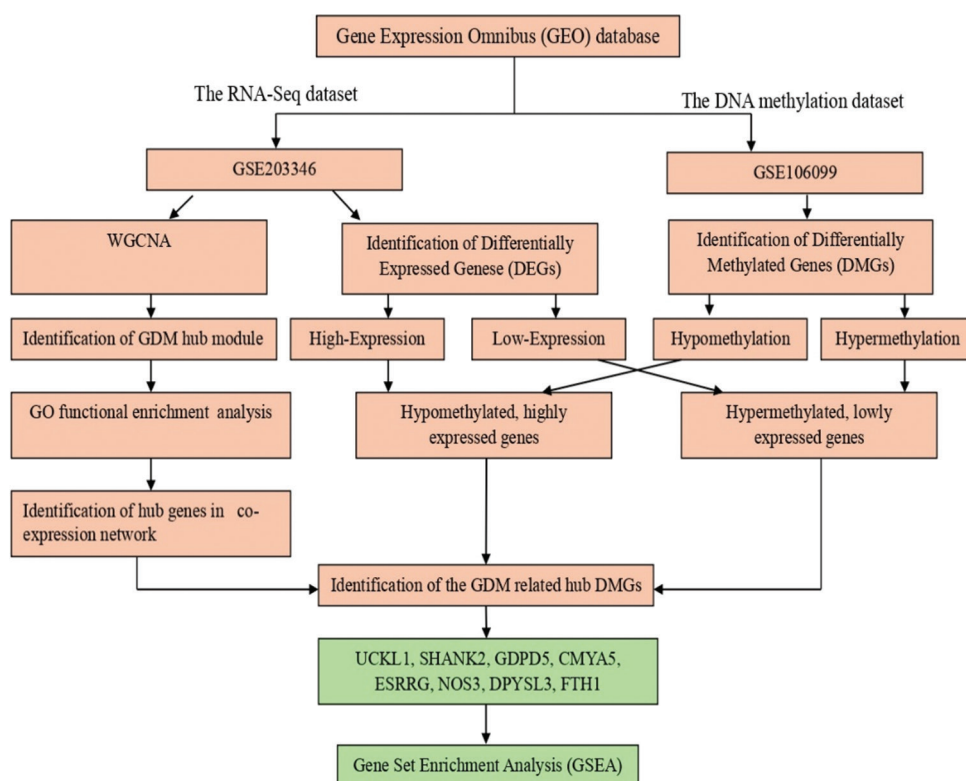 Gene Expression Omnibus (GEO) database
The RNA-Seq dataset
The DNA methylation dataset
GSE203346
GSE106099
WGCNA
Identification of Differentially
Expressed Genese (DEGs)
Identification of Differentially
Methylated Genes (DMGs)
Identification of GDM hub module
High-Expression
Low-Expression
Hypomethylation
Hypermethylation
GO functional enrichment analysis
Hypomethylated, highly
expressed genes
Hypermethylated, lowly
expressed genes
Identification of hub genes in co-
expression network
Identification of the GDM related hub DMGs
UCKL1, SHANK2, GDPD5, CMYA5,
ESRRG, NOS3, DPYSL3, FTH1
Gene Set Enrichment Analysis (GSEA)